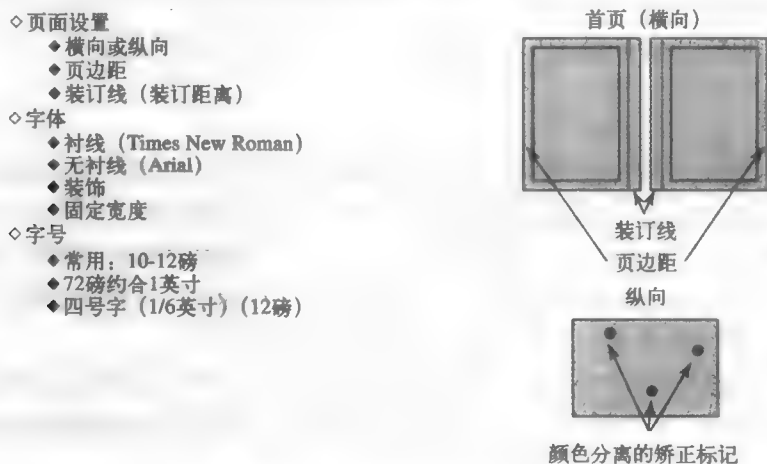 ◇页面设置
◆横向或纵向
◆页边距
◆装订线（装订距离）
◇字体
◆衬线（Times New Roman）
◆无衬线（Arial）
◆装饰
◆固定宽度
◇字号
◆常用：10-12磅
◆72磅约合1英寸
◆四号字（1/6英寸）（12磅）
首页（横向）
装订线
页边距
纵向
颜色分离的矫正标记